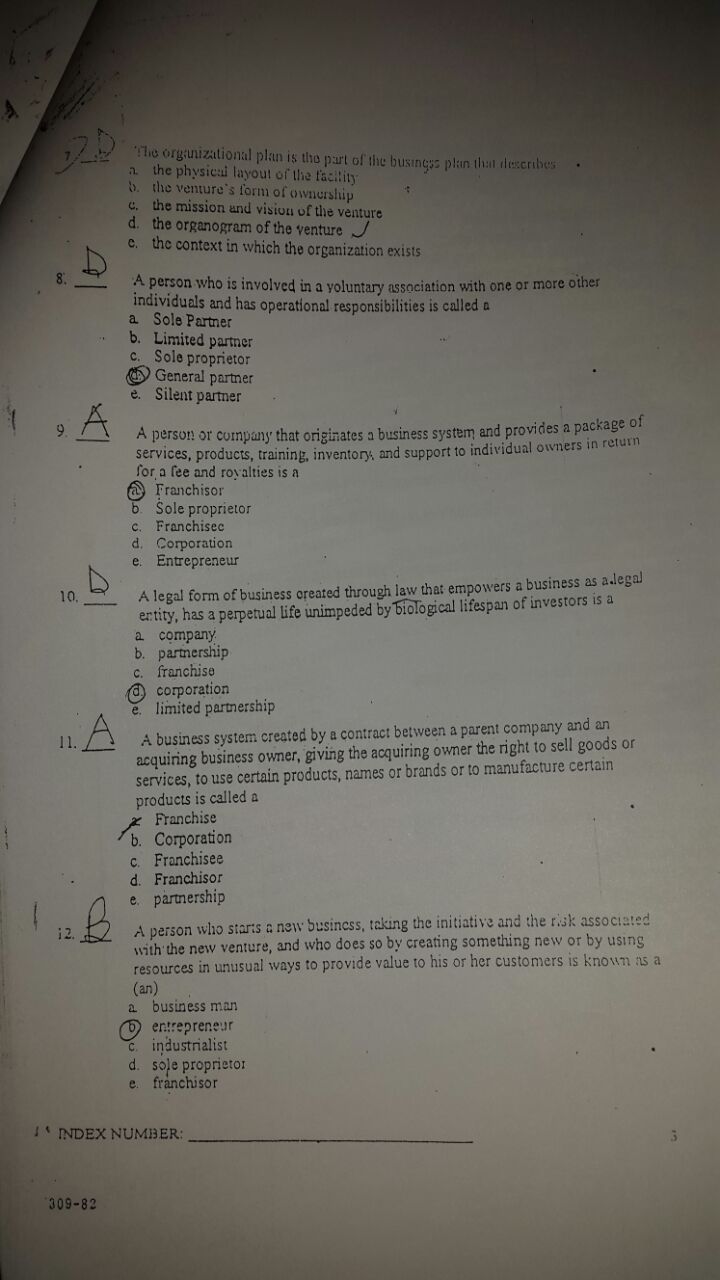 7. D The organizational plan is the part of the business plan that describes
a. the physical layout of the facility
b. the venture's form of ownership
c. the mission and vision of the venture
d. the organogram of the venture ✓
e. the context in which the organization exists
8. D A person who is involved in a voluntary association with one or more other
individuals and has operational responsibilities is called a
a. Sole Partner
b. Limited partner
c. Sole proprietor
d. General partner
e. Silent partner
9. A A person or company that originates a business system and provides a package of
services, products, training, inventory, and support to individual owners in return
for a fee and royalties is a
a. Franchisor
b. Sole proprietor
c. Franchisee
d. Corporation
e. Entrepreneur
10. D A legal form of business created through law that empowers a business as a legal
entity, has a perpetual life unimpeded by biological lifespan of investors is a
a. company
b. partnership
c. franchise
d. corporation
e. limited partnership
11. A A business system created by a contract between a parent company and an
acquiring business owner, giving the acquiring owner the right to sell goods or
services, to use certain products, names or brands or to manufacture certain
products is called a
a. Franchise
b. Corporation
c. Franchisee
d. Franchisor
e. partnership
12. B A person who starts a new business, taking the initiative and the risk associated
with the new venture, and who does so by creating something new or by using
resources in unusual ways to provide value to his or her customers is known as a
(an)
a. business man
b. entrepreneur
c. industrialist
d. sole proprietor
e. franchisor
INDEX NUMBER: ____________________ 3
309-82